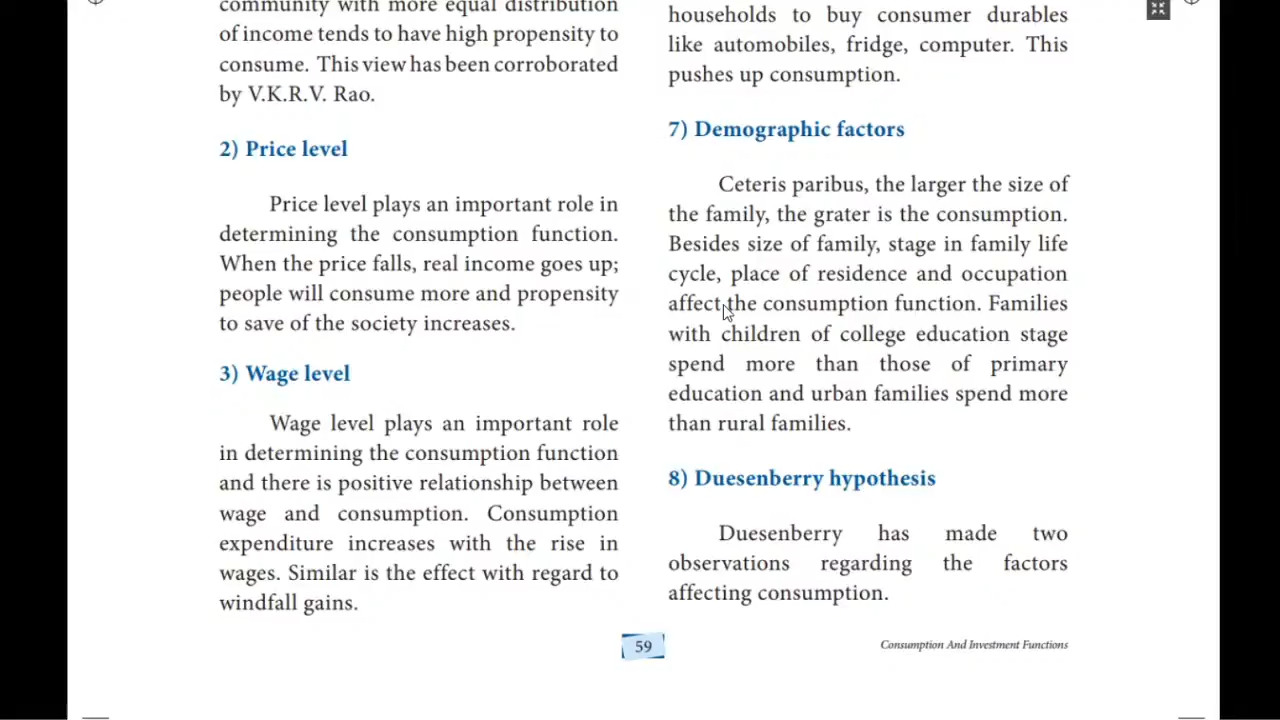 community with more equal distribution
of income tends to have high propensity to
consume. This view has been corroborated
by V.K.R.V. Rao.
2) Price level
Price level plays an important role in
determining the consumption function.
When the price falls, real income goes up;
people will consume more and propensity
to save of the society increases.
3) Wage level
Wage level plays an important role
in determining the consumption function
and there is positive relationship between
wage and consumption. Consumption
expenditure increases with the rise in
wages. Similar is the effect with regard to
windfall gains.
households to buy consumer durables
like automobiles, fridge, computer. This
pushes up consumption.
7) Demographic factors
Ceteris paribus, the larger the size of
the family, the grater is the consumption.
Besides size of family, stage in family life
cycle, place of residence and occupation
affect the consumption function. Families
with children of college education stage
spend more than those of primary
education and urban families spend more
than rural families.
8) Duesenberry hypothesis
Duesenberry has made two
observations regarding the factors
affecting consumption.
59
Consumption And Investment Functions